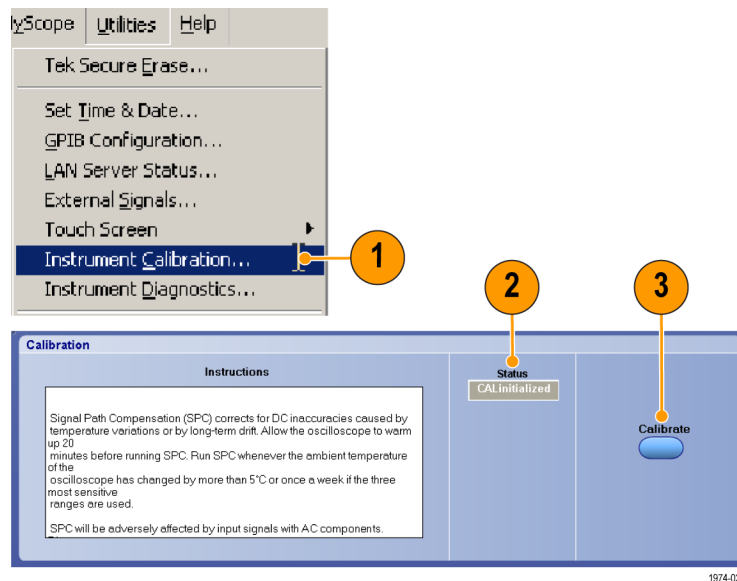 Utilities Help
Tek Secure Erase...
Set Time & Date...
GPIB Configuration...
LAN Server Status...
External Signals...
Touch Screen
Instrument Calibration...
1
Instrument Diagnostics...
2
3
Calibration
Instructions
Status
CALinitialized
Calibrate
Signal Path Compensation (SPC) corrects for DC inaccuracies caused by
temperature variations or by long-term drift. Allow the oscilloscope to warm
up 20
minutes before running SPC. Run SPC whenever the ambient temperature
of the
oscilloscope has changed by more than 5°C or once a week if the three
most sensitive
ranges are used.
SPC will be adversely affected by input signals with AC components.